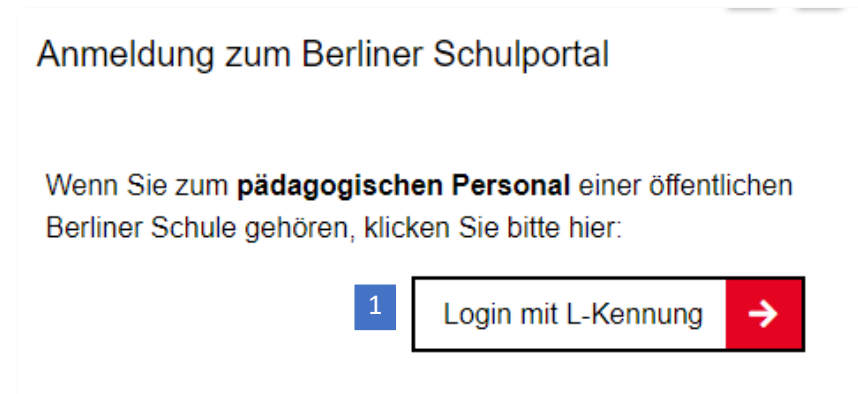 Anmeldung zum Berliner Schulportal
Wenn Sie zum pädagogischen Personal einer öffentlichen
Berliner Schule gehören, klicken Sie bitte hier:
1 Login mit L-Kennung